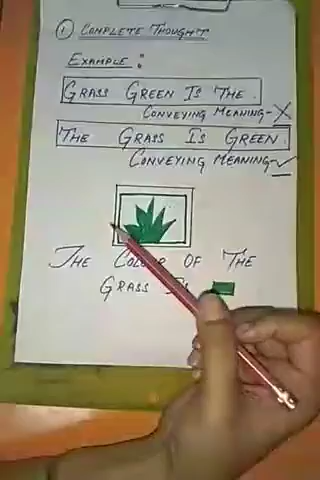 ① COMPLETE THOUGHT
EXAMPLE:
GRASS GREEN IS THE.
CONVEYING MEANING-X
THE GRASS IS GREEN.
CONVEYING MEANING-✓
THE COLOUR OF THE
GRASS IS